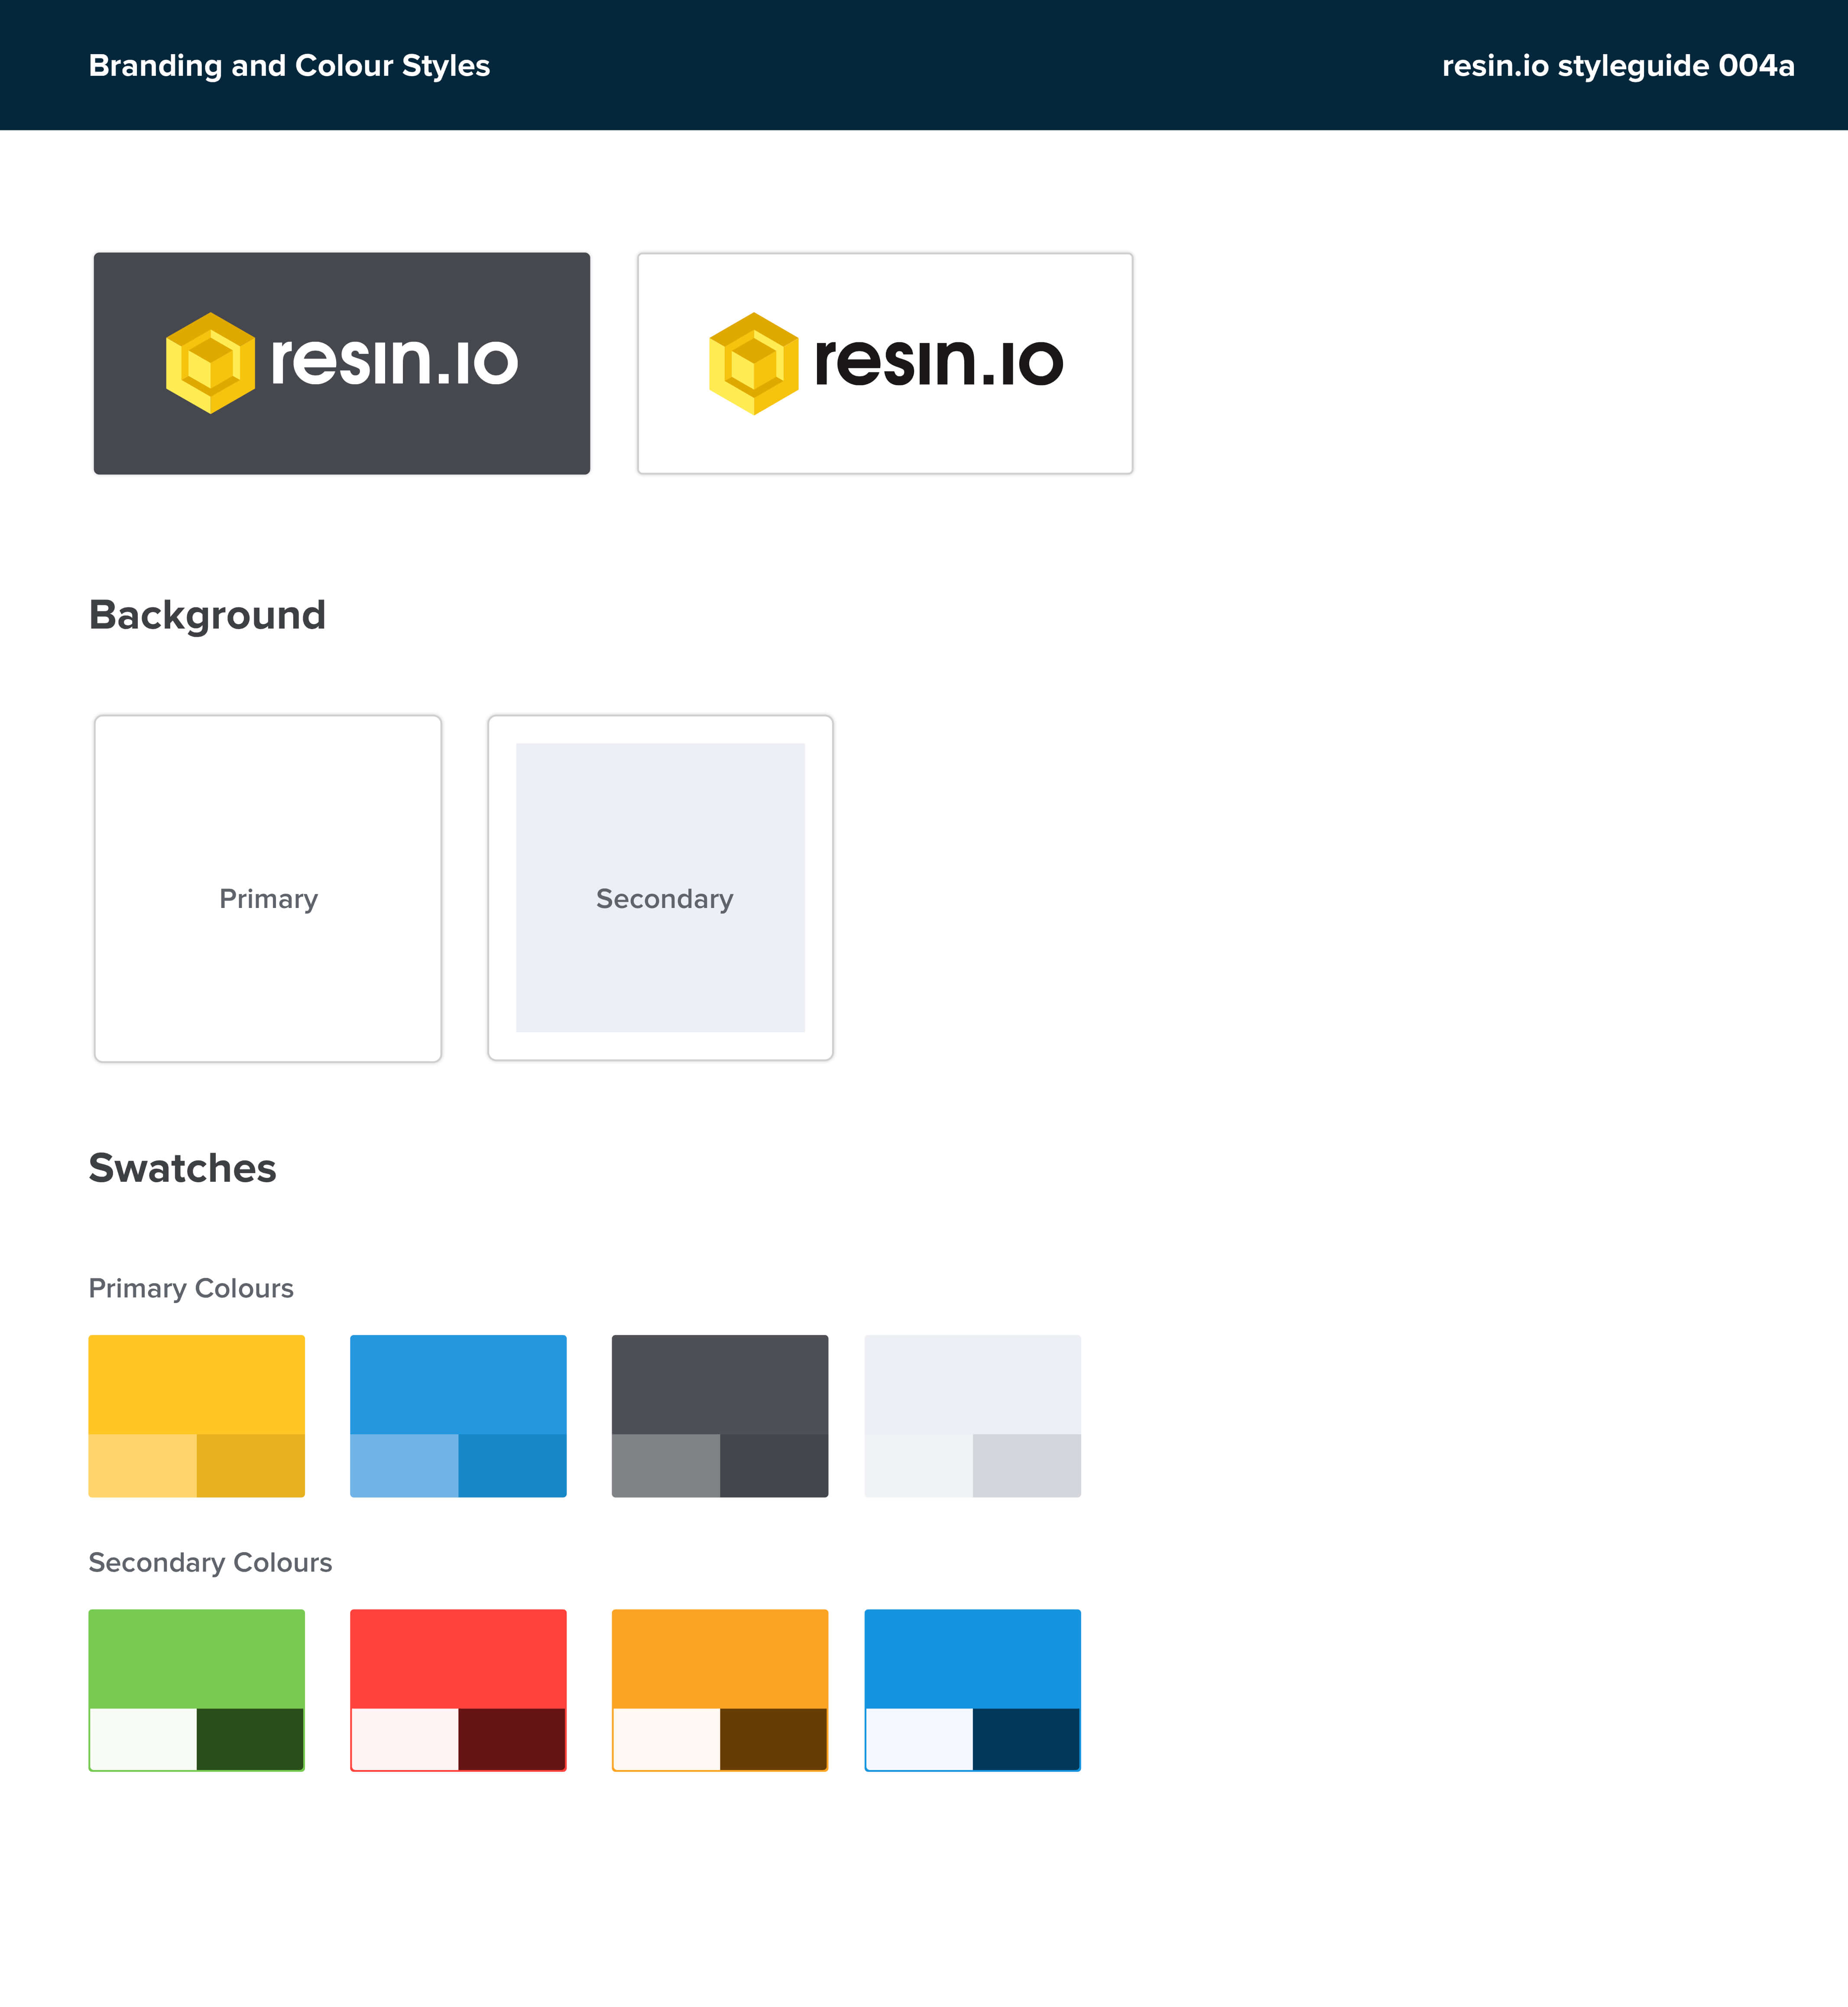 Branding and Colour Styles
resin.io styleguide 004a
resin.io
resin.io
Background
Primary
Secondary
Swatches
Primary Colours
Secondary Colours